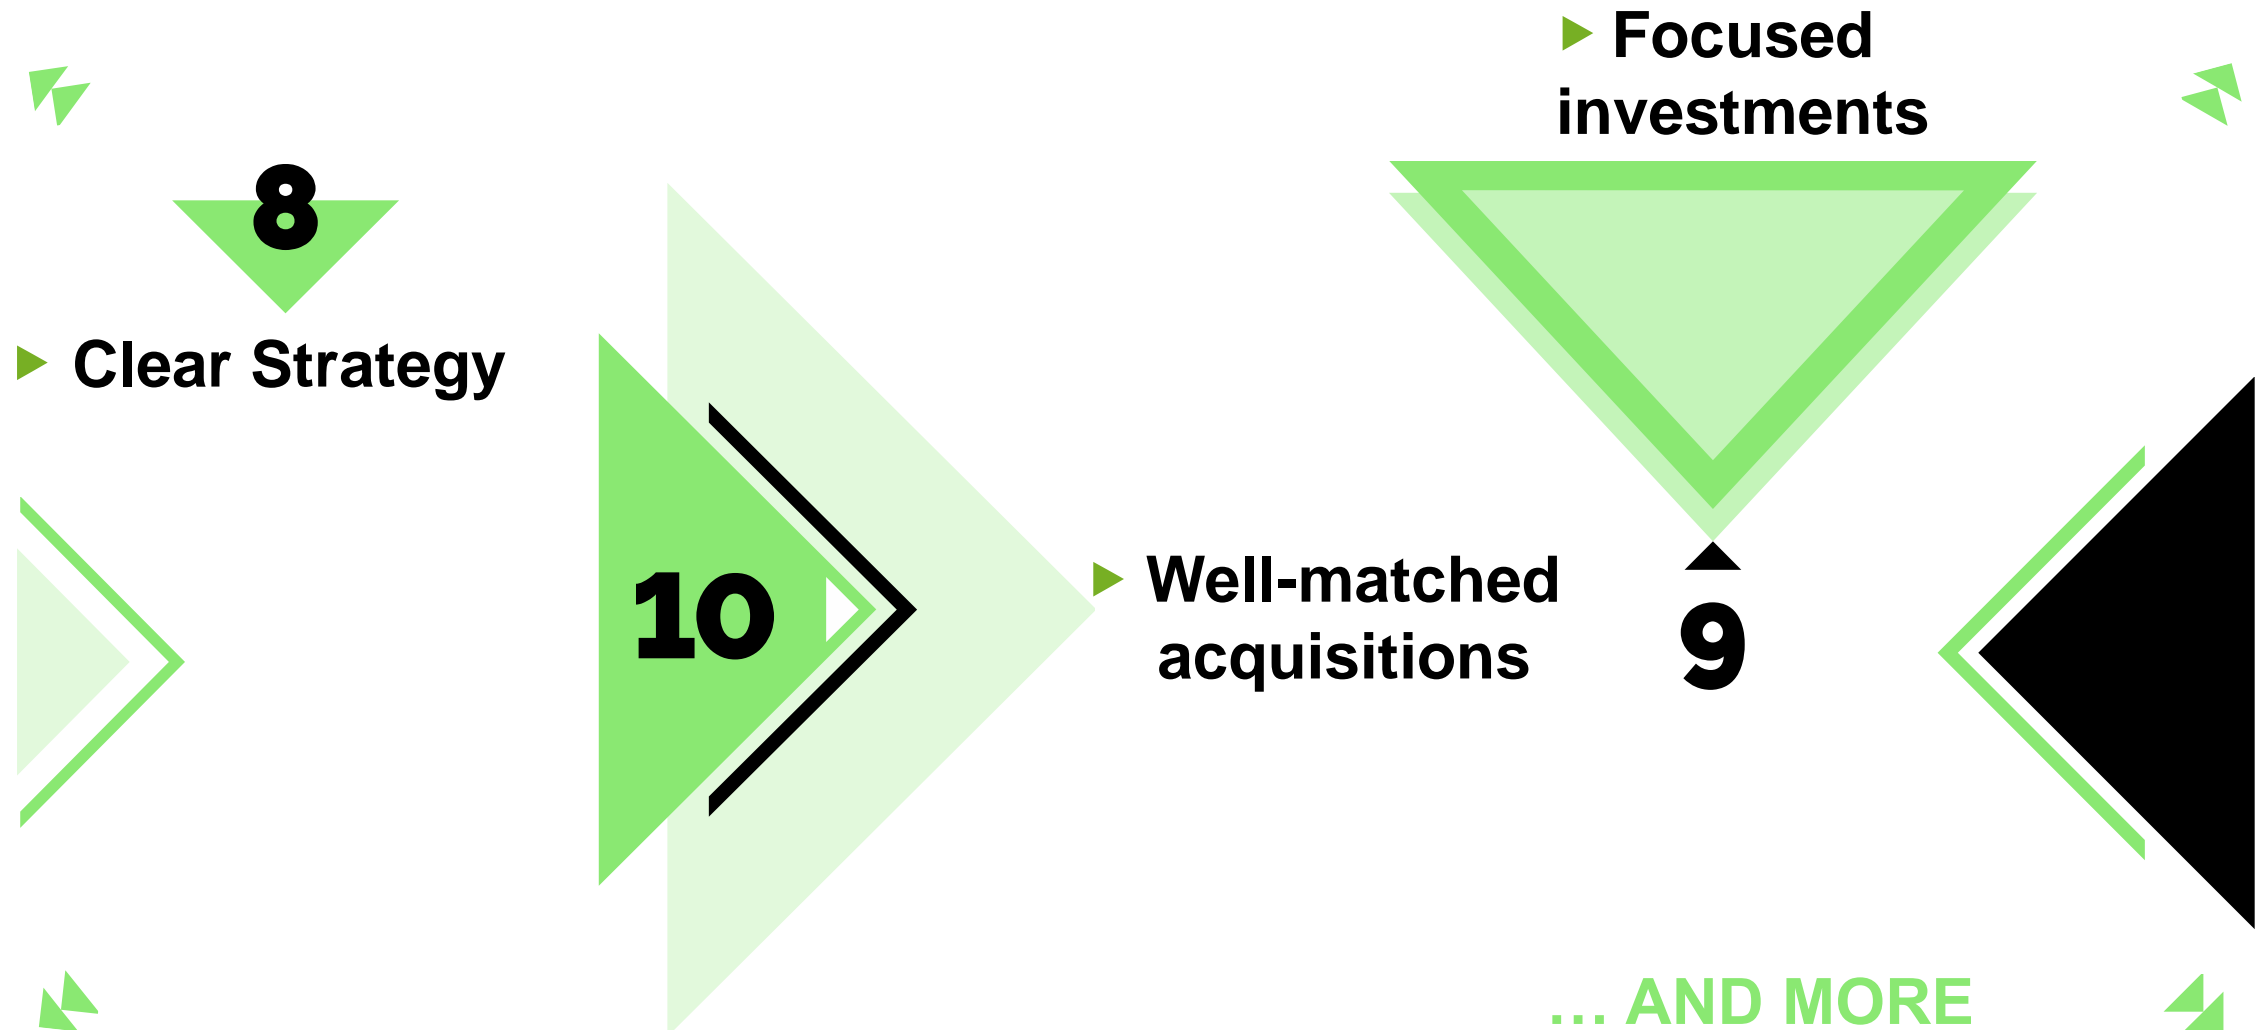 8
Clear Strategy
Focused
investments
9
10
Well-matched
acquisitions
... AND MORE